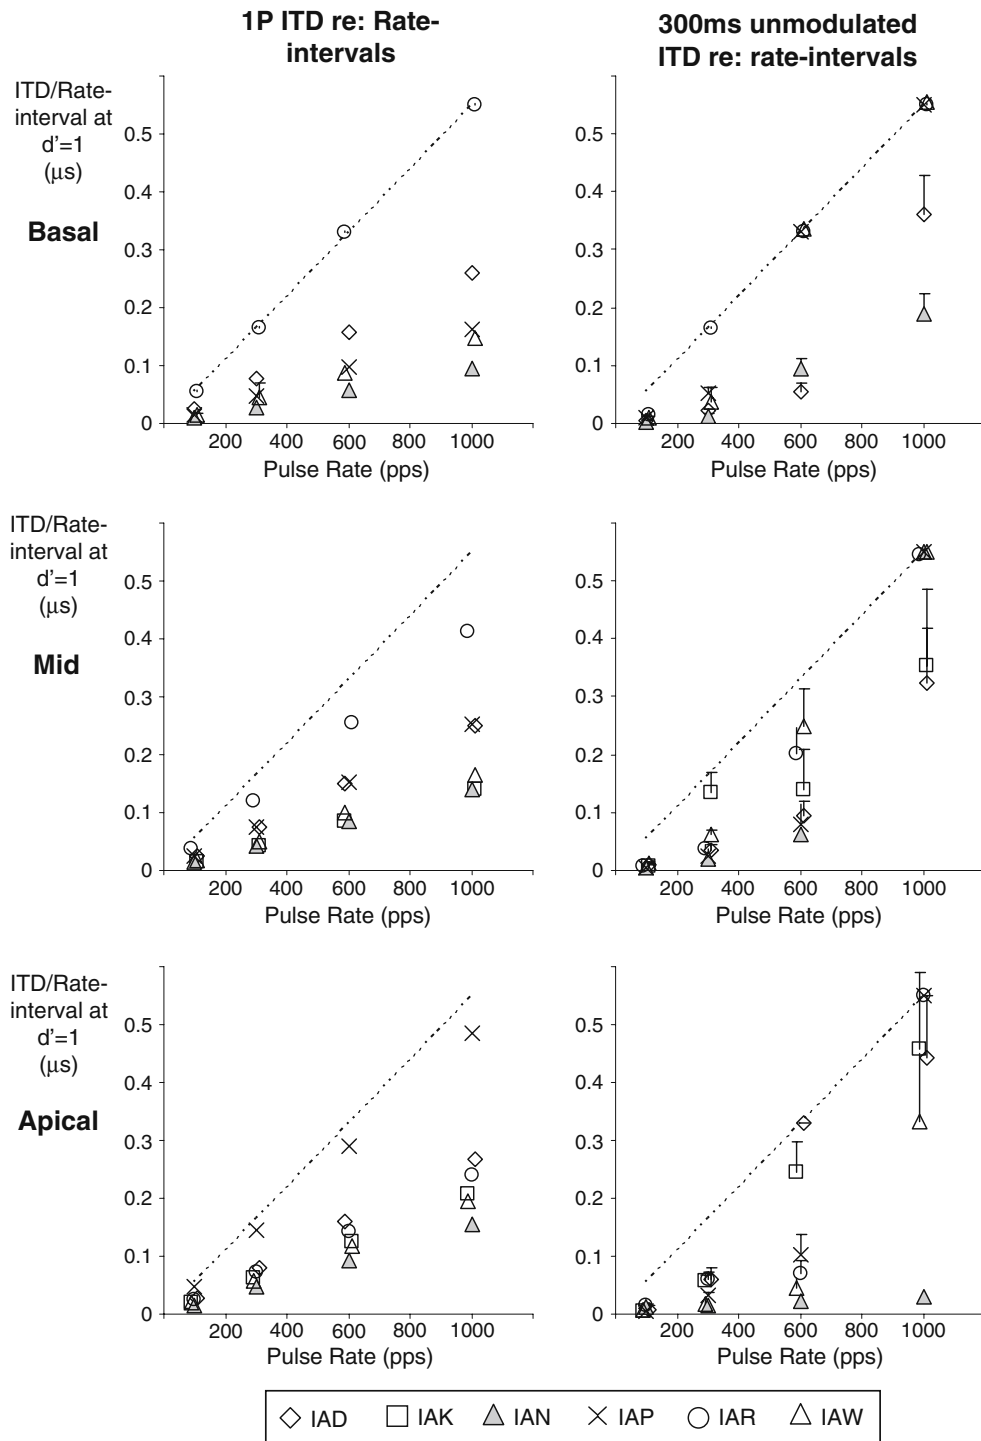 1P ITD re: Rate-
intervals
300ms unmodulated
ITD re: rate-intervals
ITD/Rate-
interval at
d'=1
(µs)
Basal
0.5
0.4
0.3
0.2
0.1
0
200 400 600 800 1000
Pulse Rate (pps)
0.5
0.4
0.3
0.2
0.1
0
200 400 600 800 1000
Pulse Rate (pps)
ITD/Rate-
interval at
d'=1
(µs)
Mid
0.5
0.4
0.3
0.2
0.1
0
200 400 600 800 1000
Pulse Rate (pps)
0.5
0.4
0.3
0.2
0.1
0
200 400 600 800 1000
Pulse Rate (pps)
ITD/Rate-
interval at
d'=1
(µs)
Apical
0.5
0.4
0.3
0.2
0.1
0
200 400 600 800 1000
Pulse Rate (pps)
0.5
0.4
0.3
0.2
0.1
0
200 400 600 800 1000
Pulse Rate (pps)
IAD IAK IAN IAP IAR IAW